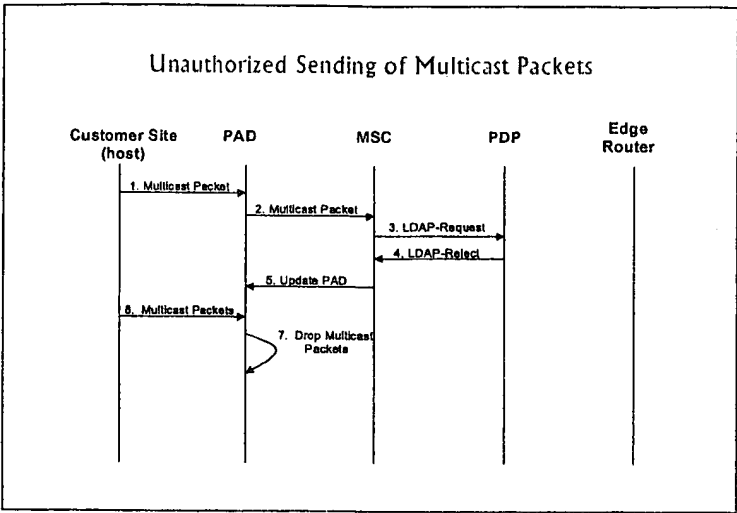 Unauthorized Sending of Multicast Packets
Customer Site
(host)
PAD
MSC
PDP
Edge
Router
1. Multicast Packet
2. Multicast Packet
3. LDAP-Request
4. LDAP-Reject
5. Update PAD
6. Multicast Packets
7. Drop Multicast
Packets